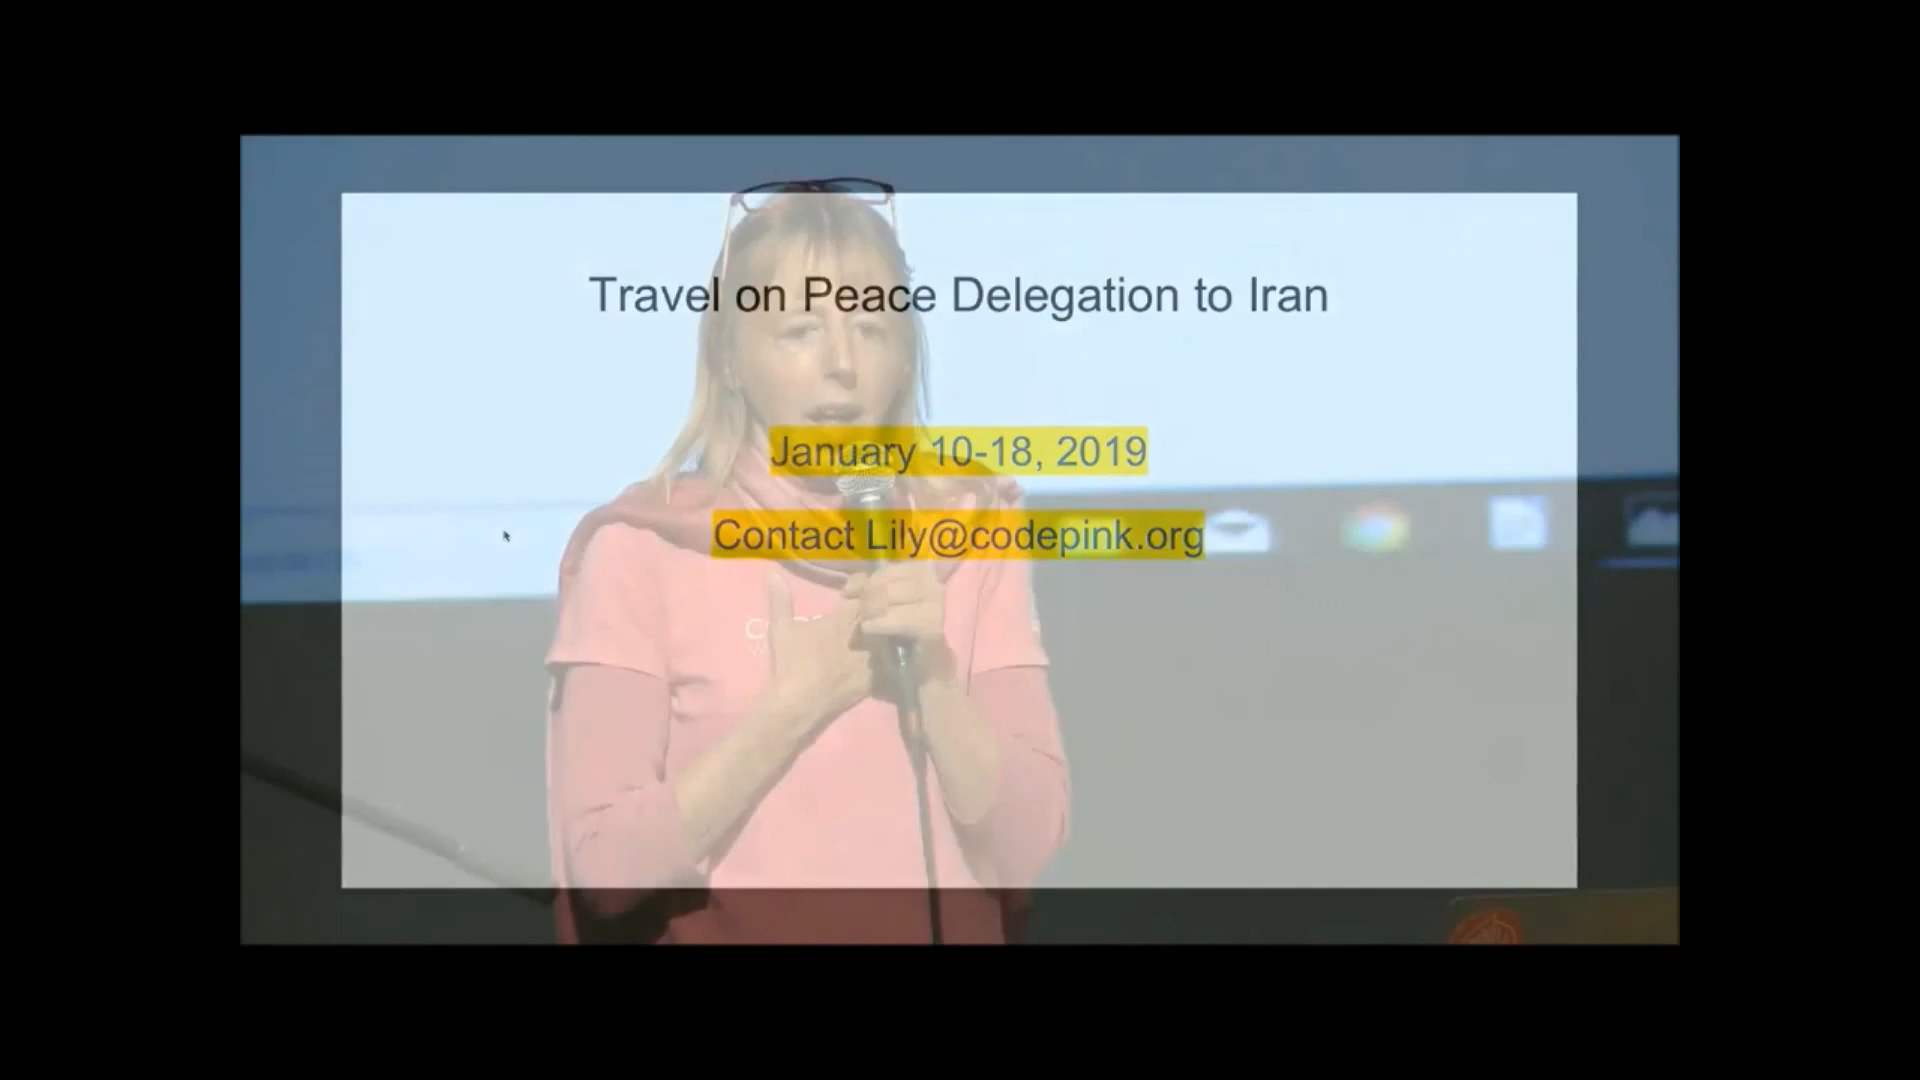 Travel on Peace Delegation to Iran
January 10-18, 2019
Contact Lily@codepink.org